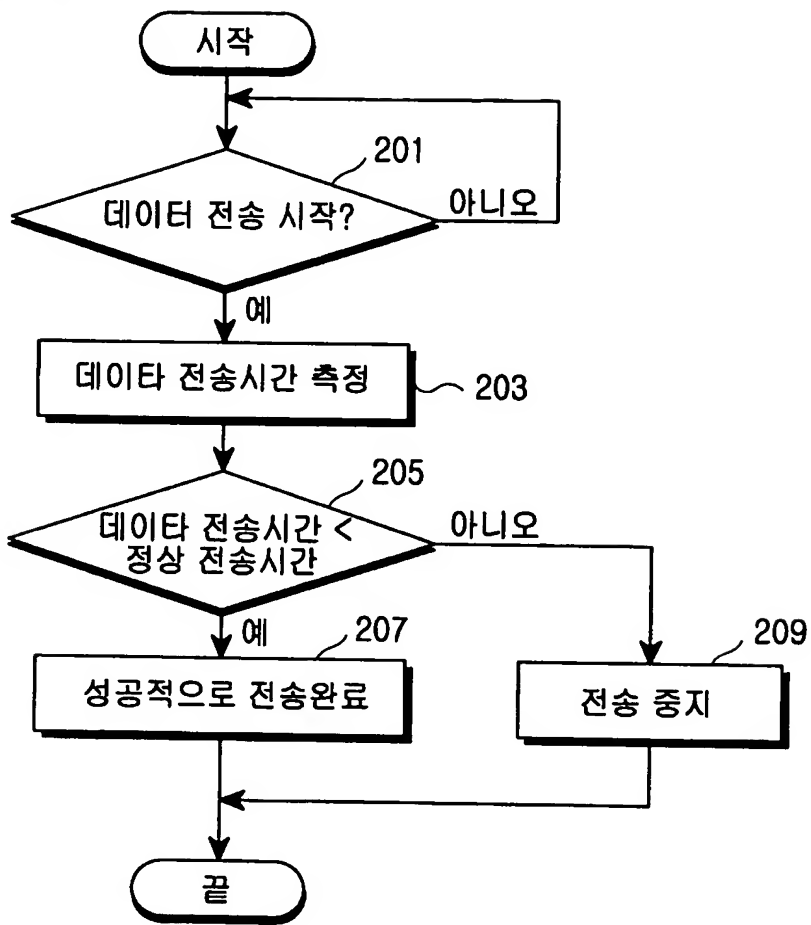 시작
201
데이터 전송 시작?
아니오
예
데이타 전송시간 측정
203
205
데이타 전송시간 <
정상 전송시간
아니오
예
207
성공적으로 전송완료
209
전송 중지
끝